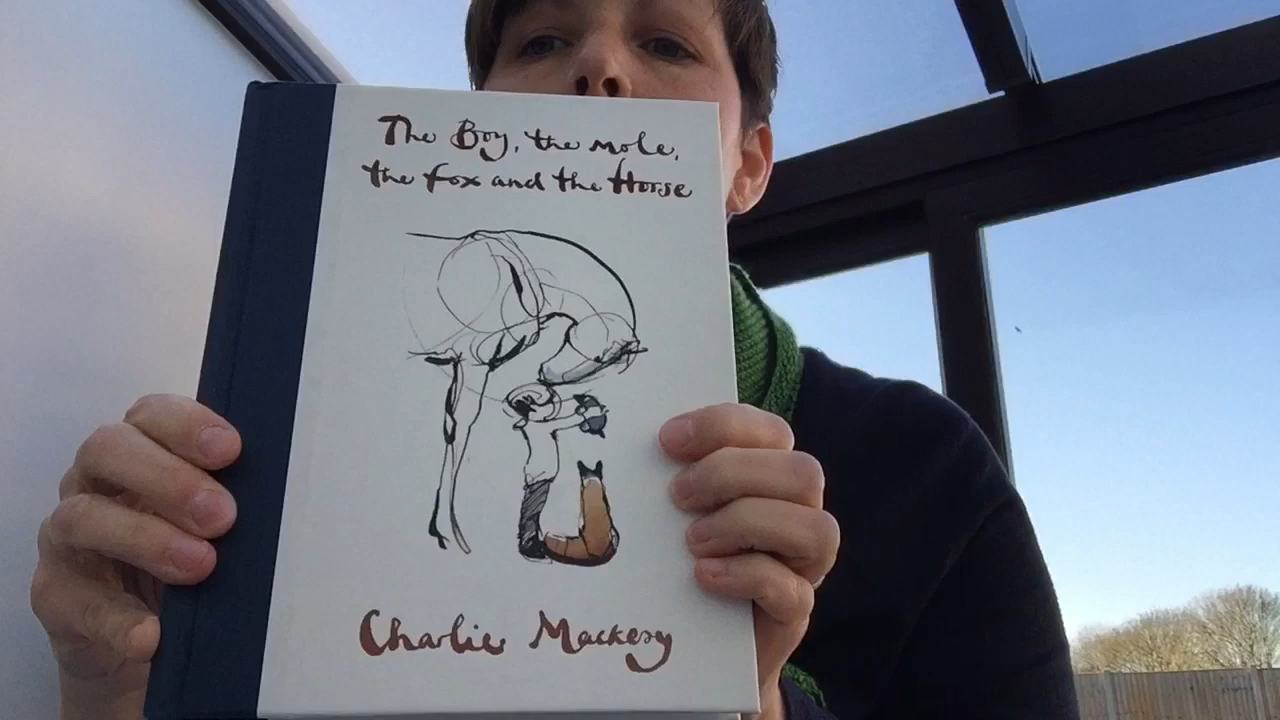 The Boy, the mole,
the fox and the Horse
Charlie Mackesy